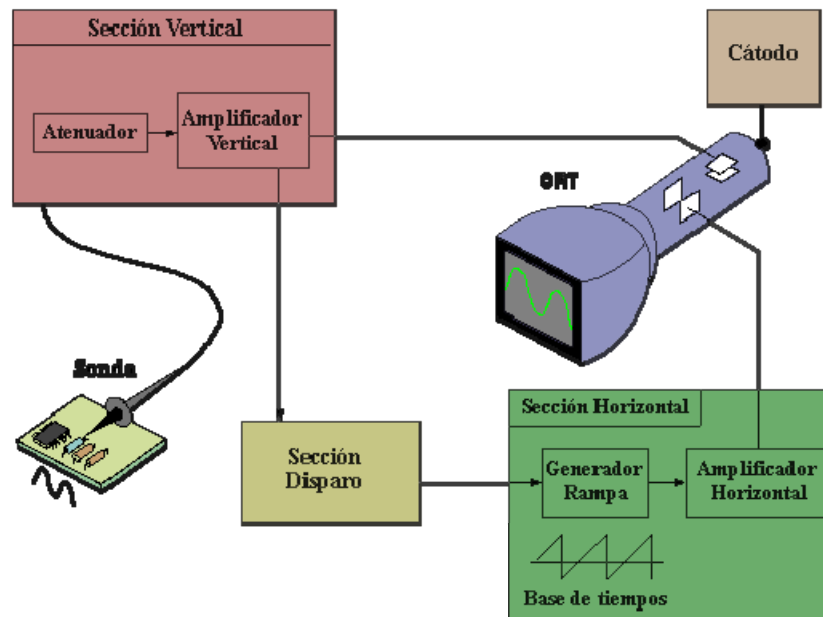 Sección Vertical
Atenuador
Amplificador
Vertical
Cátodo
CRT
Sonda
Sección
Disparo
Sección Horizontal
Generador
Rampa
Amplificador
Horizontal
Base de tiempos